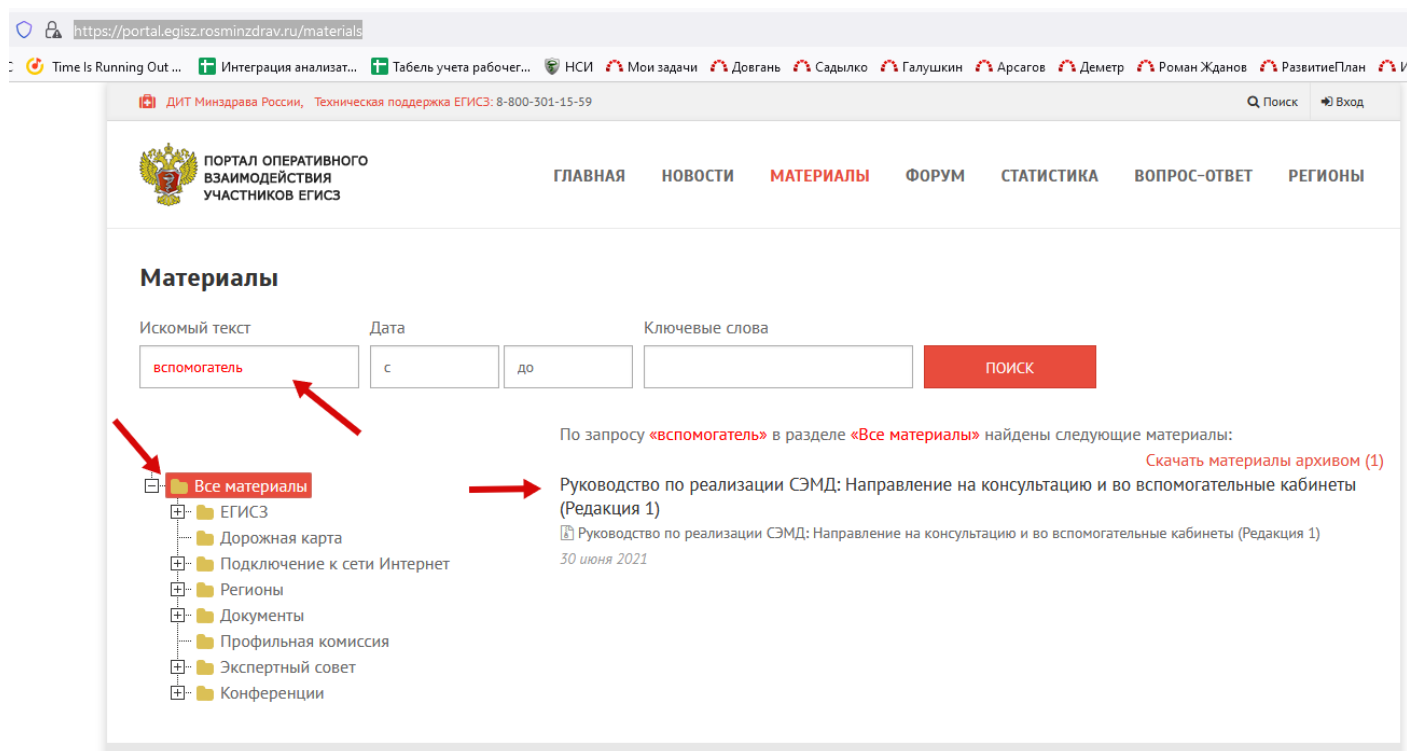 https://portal.egisz.rosminzdrav.ru/materials
Time Is Running Out ... Интеграция анализат... Табель учета рабочег... НСИ Мои задачи Довгань Садылко Галушкин Арсагов Деметр Роман Жданов РазвитиеПлан
ДИТ Минздрава России, Техническая поддержка ЕГИСЗ: 8-800-301-15-59 Поиск Вход
ПОРТАЛ ОПЕРАТИВНОГО
ВЗАИМОДЕЙСТВИЯ
УЧАСТНИКОВ ЕГИСЗ
ГЛАВНАЯ НОВОСТИ МАТЕРИАЛЫ ФОРУМ СТАТИСТИКА ВОПРОС-ОТВЕТ РЕГИОНЫ
Материалы
Искомый текст Дата Ключевые слова
вспомогатель с до ПОИСК
По запросу «вспомогатель» в разделе «Все материалы» найдены следующие материалы:
Скачать материалы архивом (1)
Руководство по реализации СЭМД: Направление на консультацию и во вспомогательные кабинеты
(Редакция 1)
Руководство по реализации СЭМД: Направление на консультацию и во вспомогательные кабинеты (Редакция 1)
30 июня 2021
Все материалы
ЕГИСЗ
Дорожная карта
Подключение к сети Интернет
Регионы
Документы
Профильная комиссия
Экспертный совет
Конференции